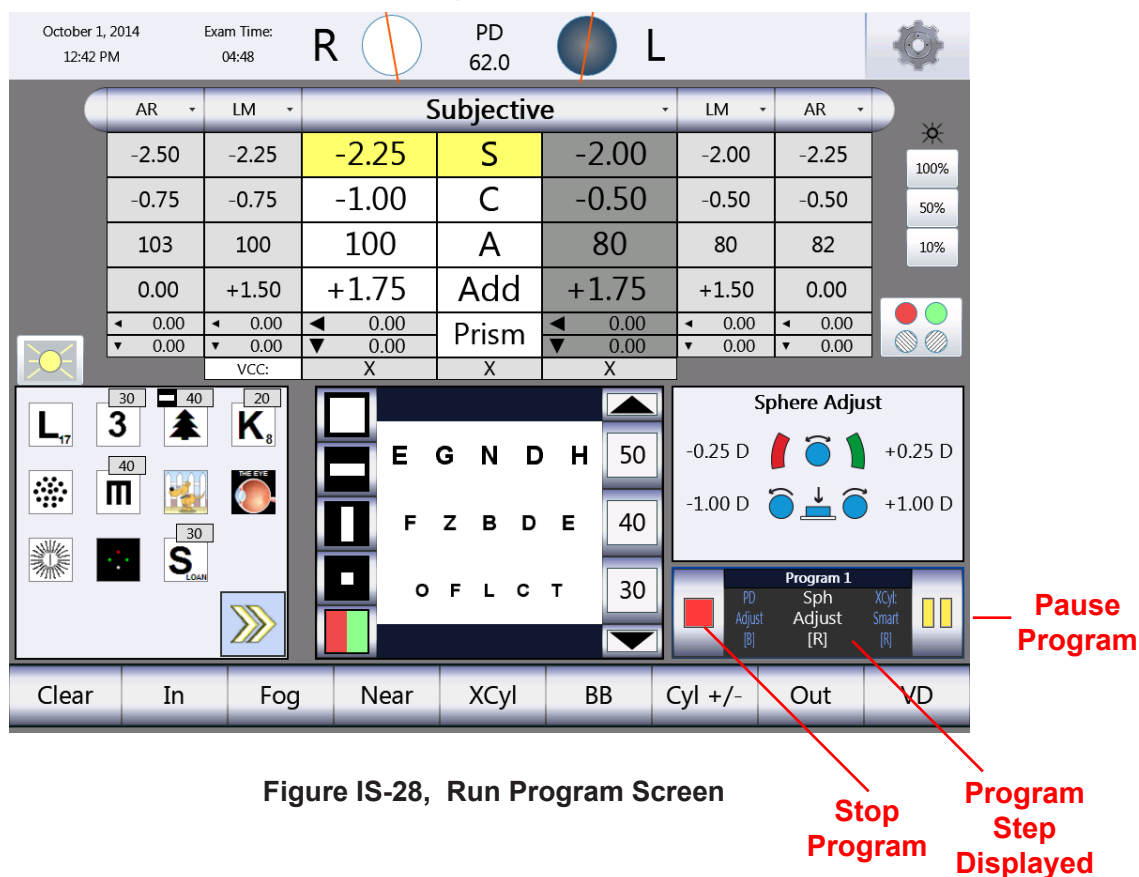 October 1, 2014 Exam Time: R PD L
12:42 PM 04:48 62.0
AR LM Subjective LM AR
-2.50 -2.25 -2.25 S -2.00 -2.00 -2.25
-0.75 -0.75 -1.00 C -0.50 -0.50 -0.50
103 100 100 A 80 80 82
0.00 +1.50 +1.75 Add +1.75 +1.50 0.00
0.00 0.00 0.00 Prism 0.00 0.00 0.00
0.00 0.00 0.00 0.00 0.00 0.00
VCC: X X X
100%
50%
10%
30 40 20
L 17 3 K 8
40 THE EYE
m
30
S LOAN
E G N D H 50
F Z B D E 40
O F L C T 30
Sphere Adjust
-0.25 D +0.25 D
-1.00 D +1.00 D
Program 1
PD Sph XCyl:
Adjust Adjust Smart
[B] [R] [R]
Pause
Program
Clear In Fog Near XCyl BB Cyl +/- Out VD
Figure IS-28, Run Program Screen
Stop
Program
Program
Step
Displayed